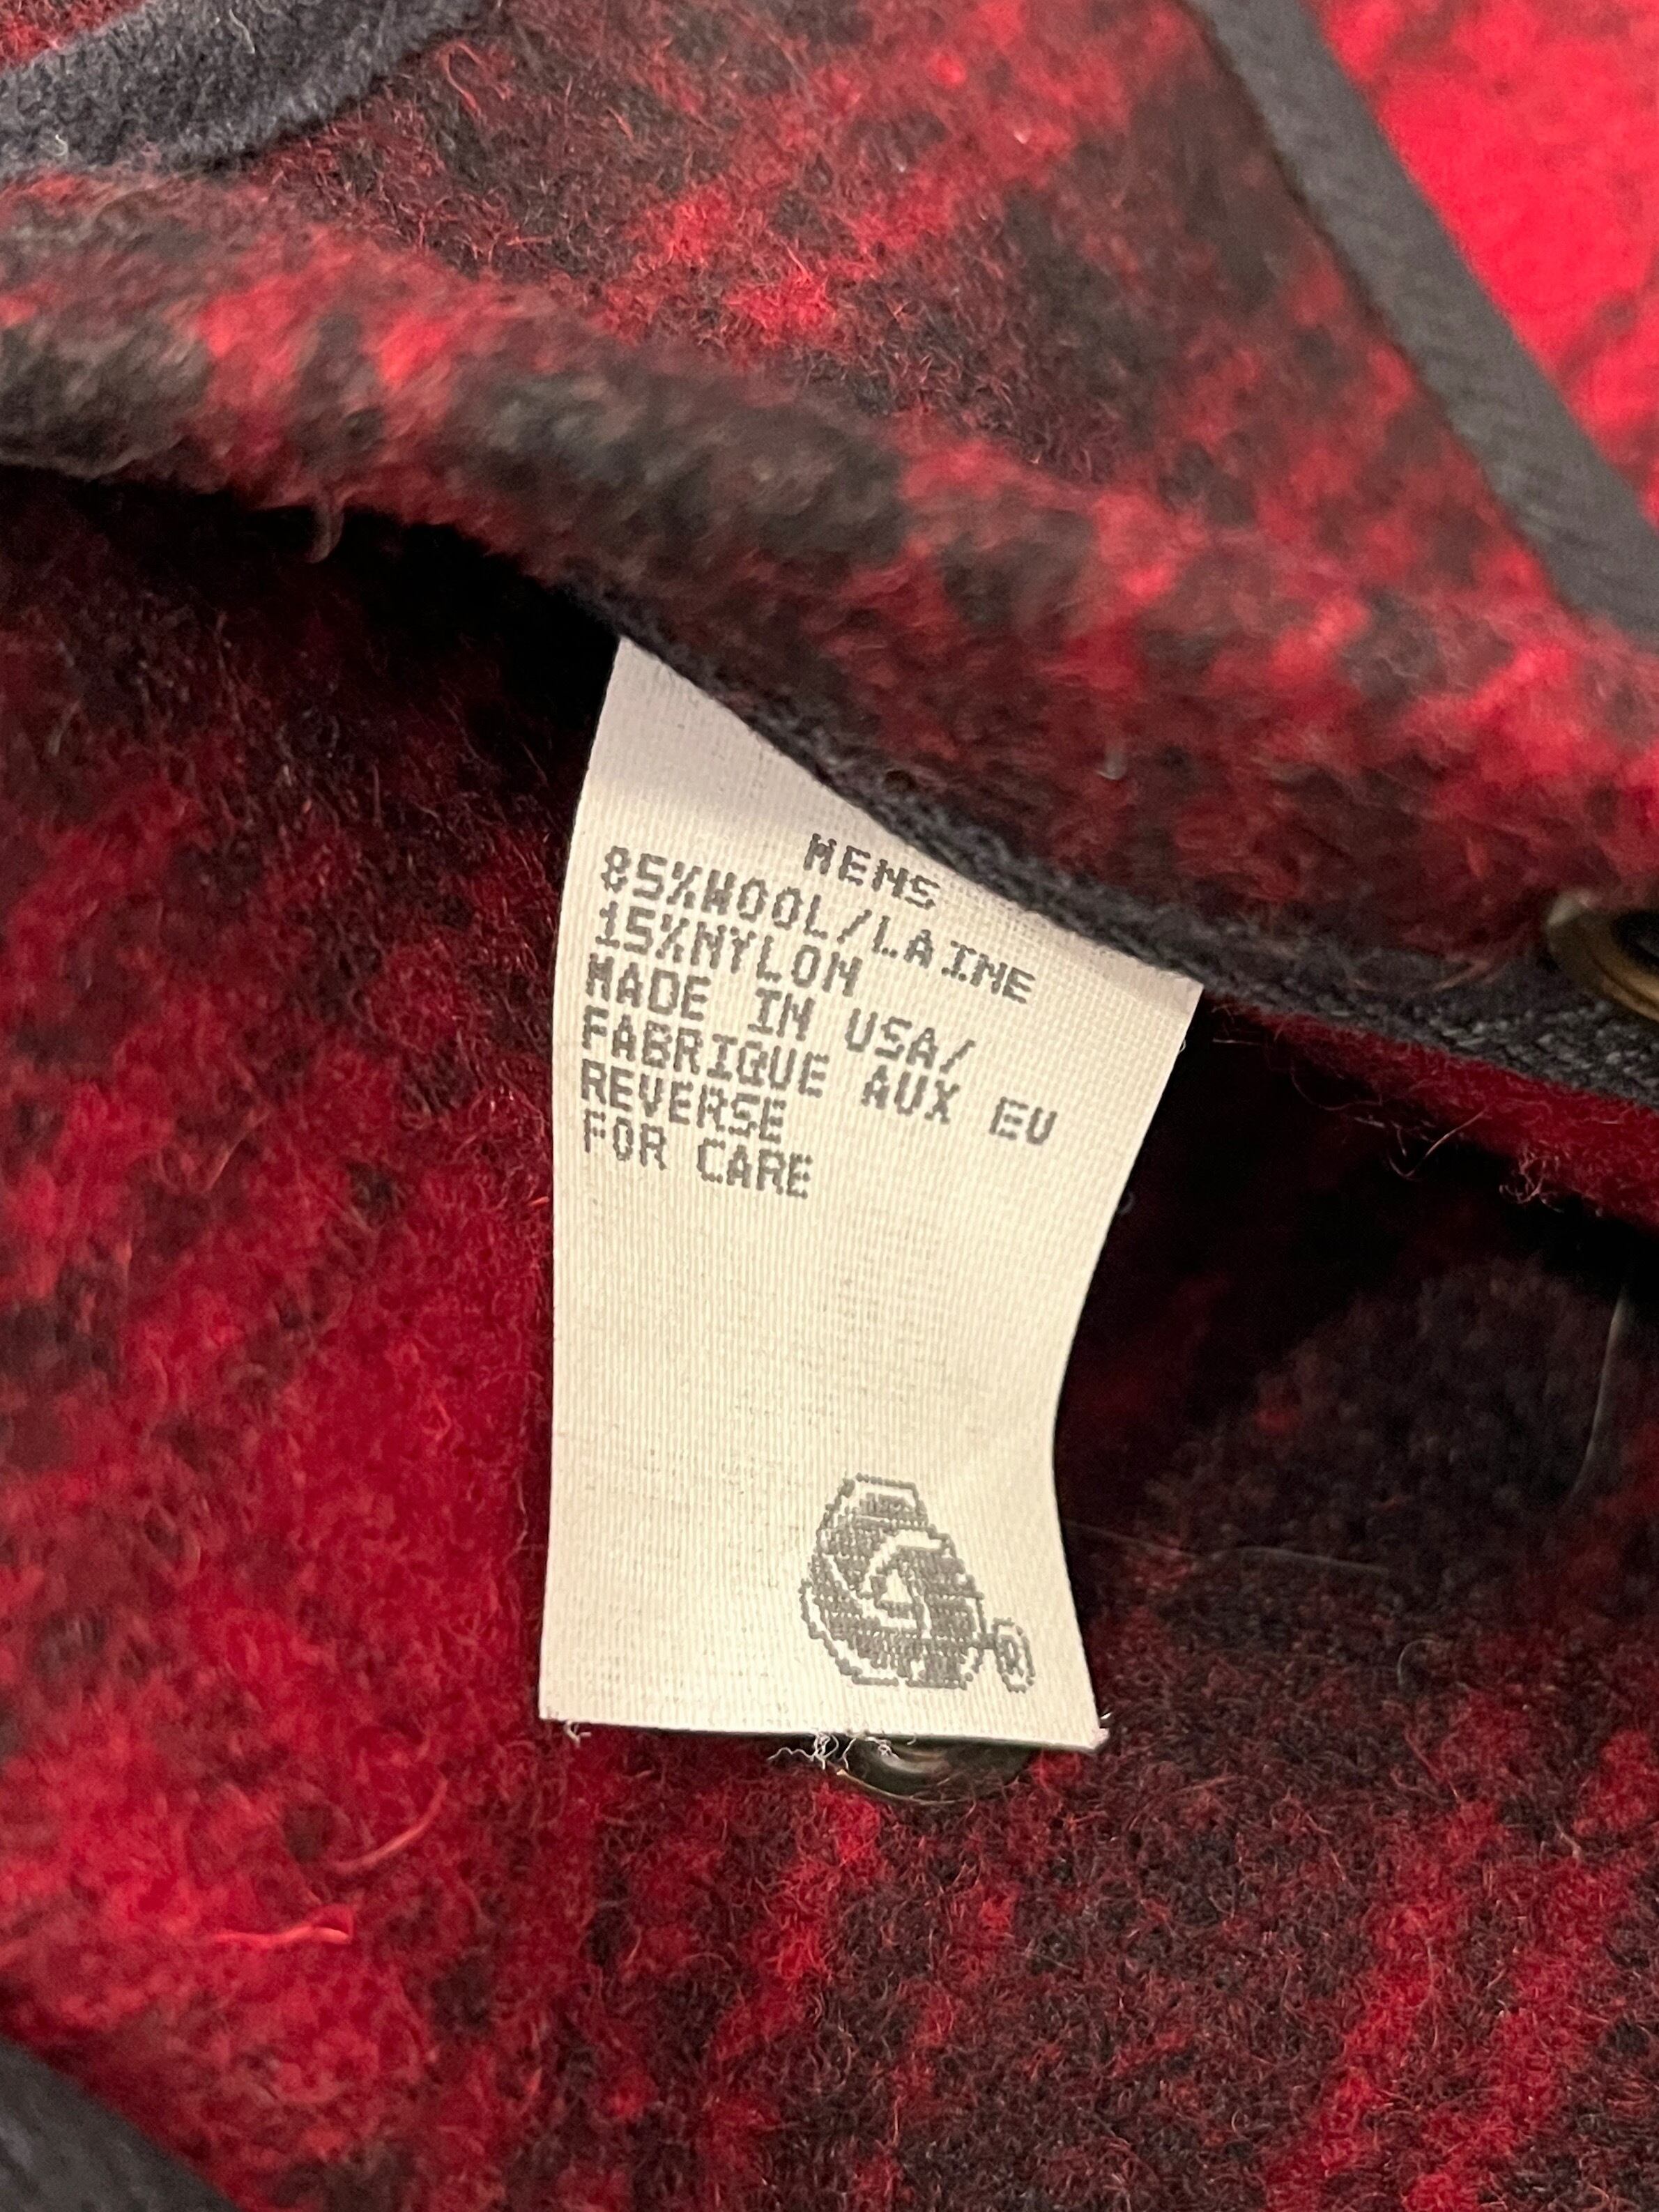 MENS
85%WOOL/LAINE
15%NYLON
MADE IN USA/
FABRIQUE AUX EU
REVERSE
FOR CARE
®